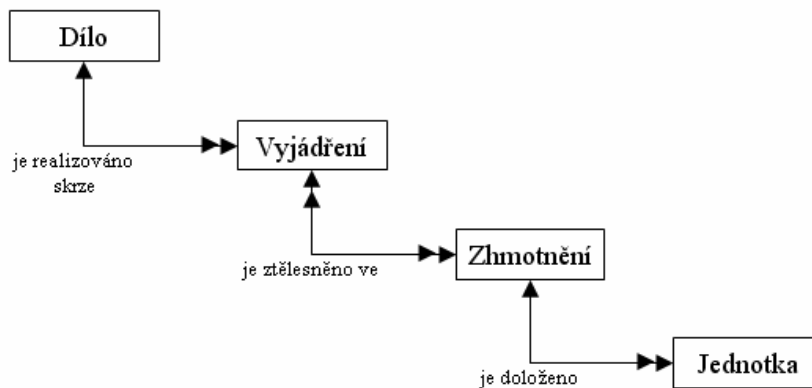 Dílo
je realizováno
skrze
Vyjádření
je ztělesněno ve
Zhmotnění
je doloženo
Jednotka